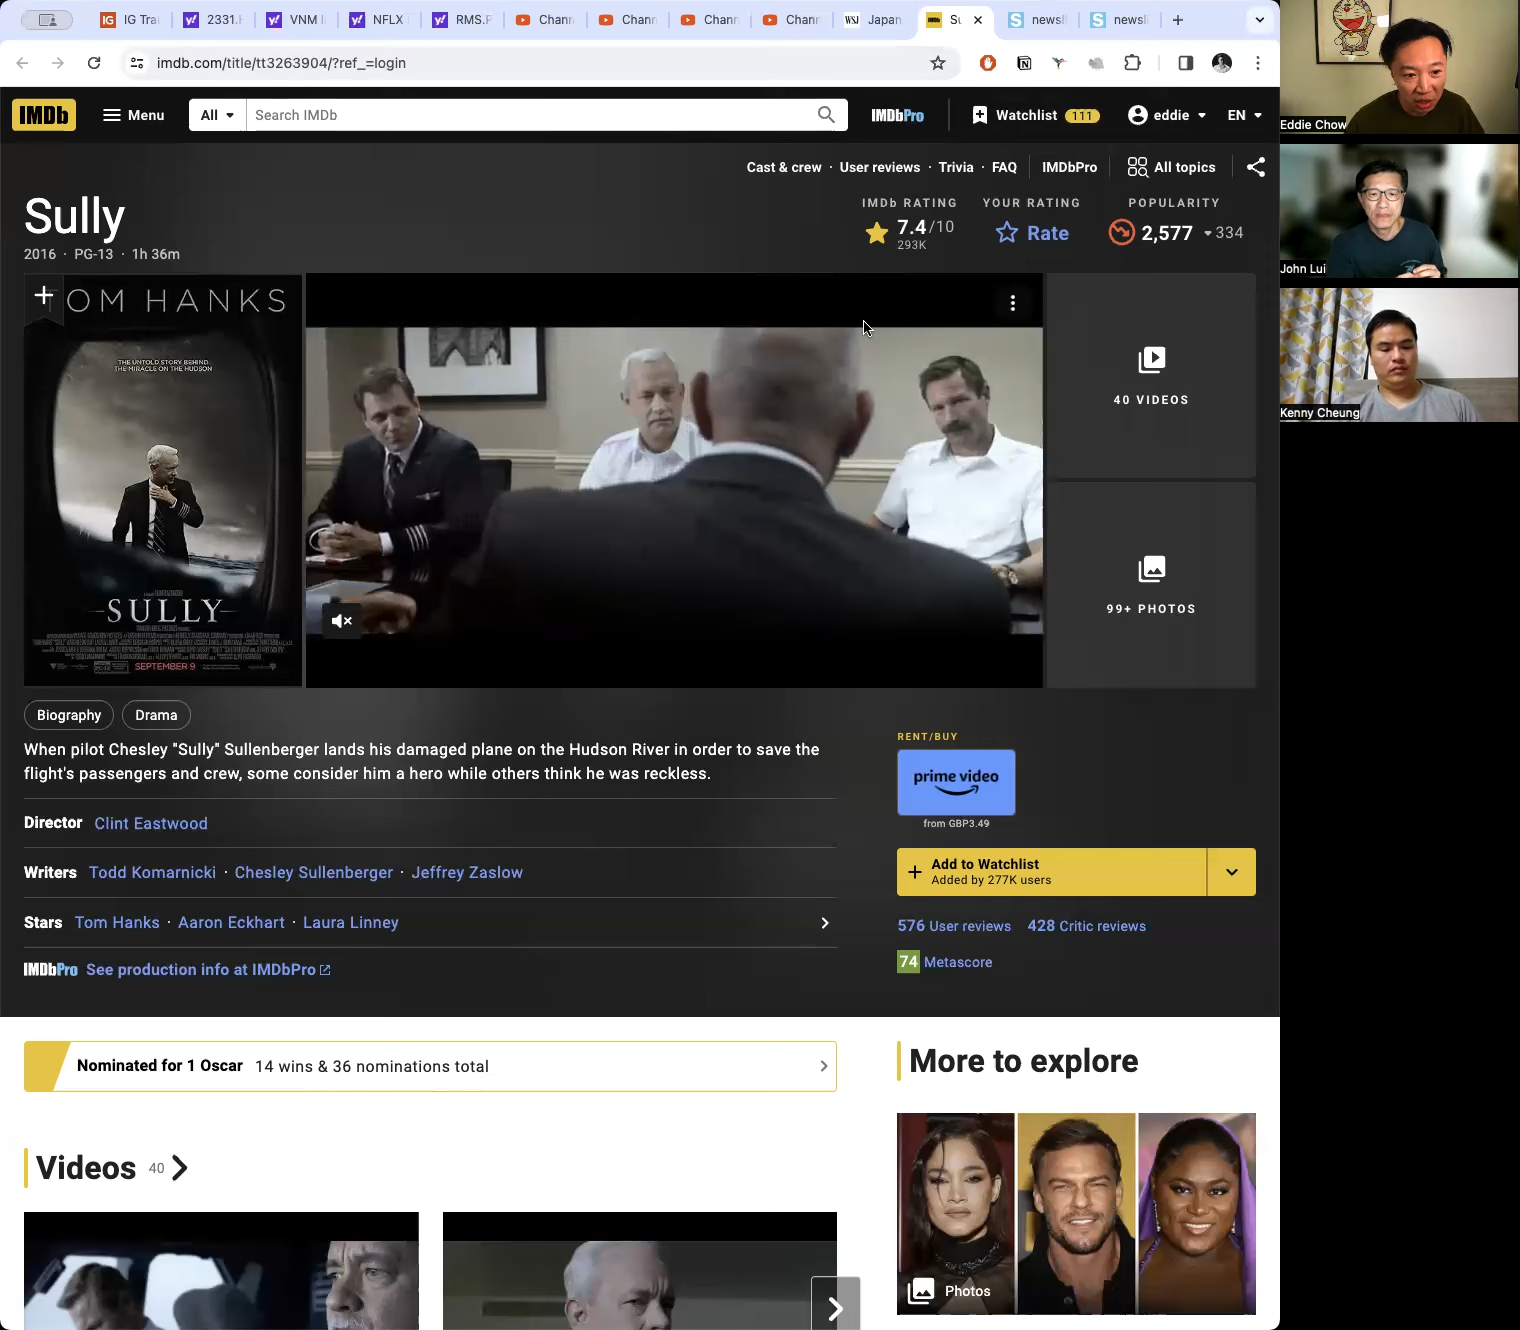 IG Tra
2331.H
VNM I
NFLX
RMS.P
Chann
Chann
Chann
Chann
WSJ Japan
Su
newsl
newsl
imdb.com/title/tt3263904/?ref_=login
IMDb
Menu
All
Search IMDb
IMDbPro
Watchlist 111
eddie
EN
Cast & crew · User reviews · Trivia · FAQ
IMDbPro
All topics
Sully
2016 · PG-13 · 1h 36m
IMDb RATING
7.4/10
293K
YOUR RATING
Rate
POPULARITY
2,577 334
TOM HANKS
THE UNTOLD STORY BEHIND
THE MIRACLE ON THE HUDSON
SULLY
SEPTEMBER 9
40 VIDEOS
99+ PHOTOS
Biography
Drama
When pilot Chesley "Sully" Sullenberger lands his damaged plane on the Hudson River in order to save the
flight's passengers and crew, some consider him a hero while others think he was reckless.
Director Clint Eastwood
Writers Todd Komarnicki · Chesley Sullenberger · Jeffrey Zaslow
Stars Tom Hanks · Aaron Eckhart · Laura Linney
IMDbPro See production info at IMDbPro
RENT/BUY
prime video
from GBP3.49
Add to Watchlist
Added by 277K users
576 User reviews 428 Critic reviews
74 Metascore
Nominated for 1 Oscar 14 wins & 36 nominations total
Videos 40
More to explore
Photos
Eddie Chow
John Lui
Kenny Cheung